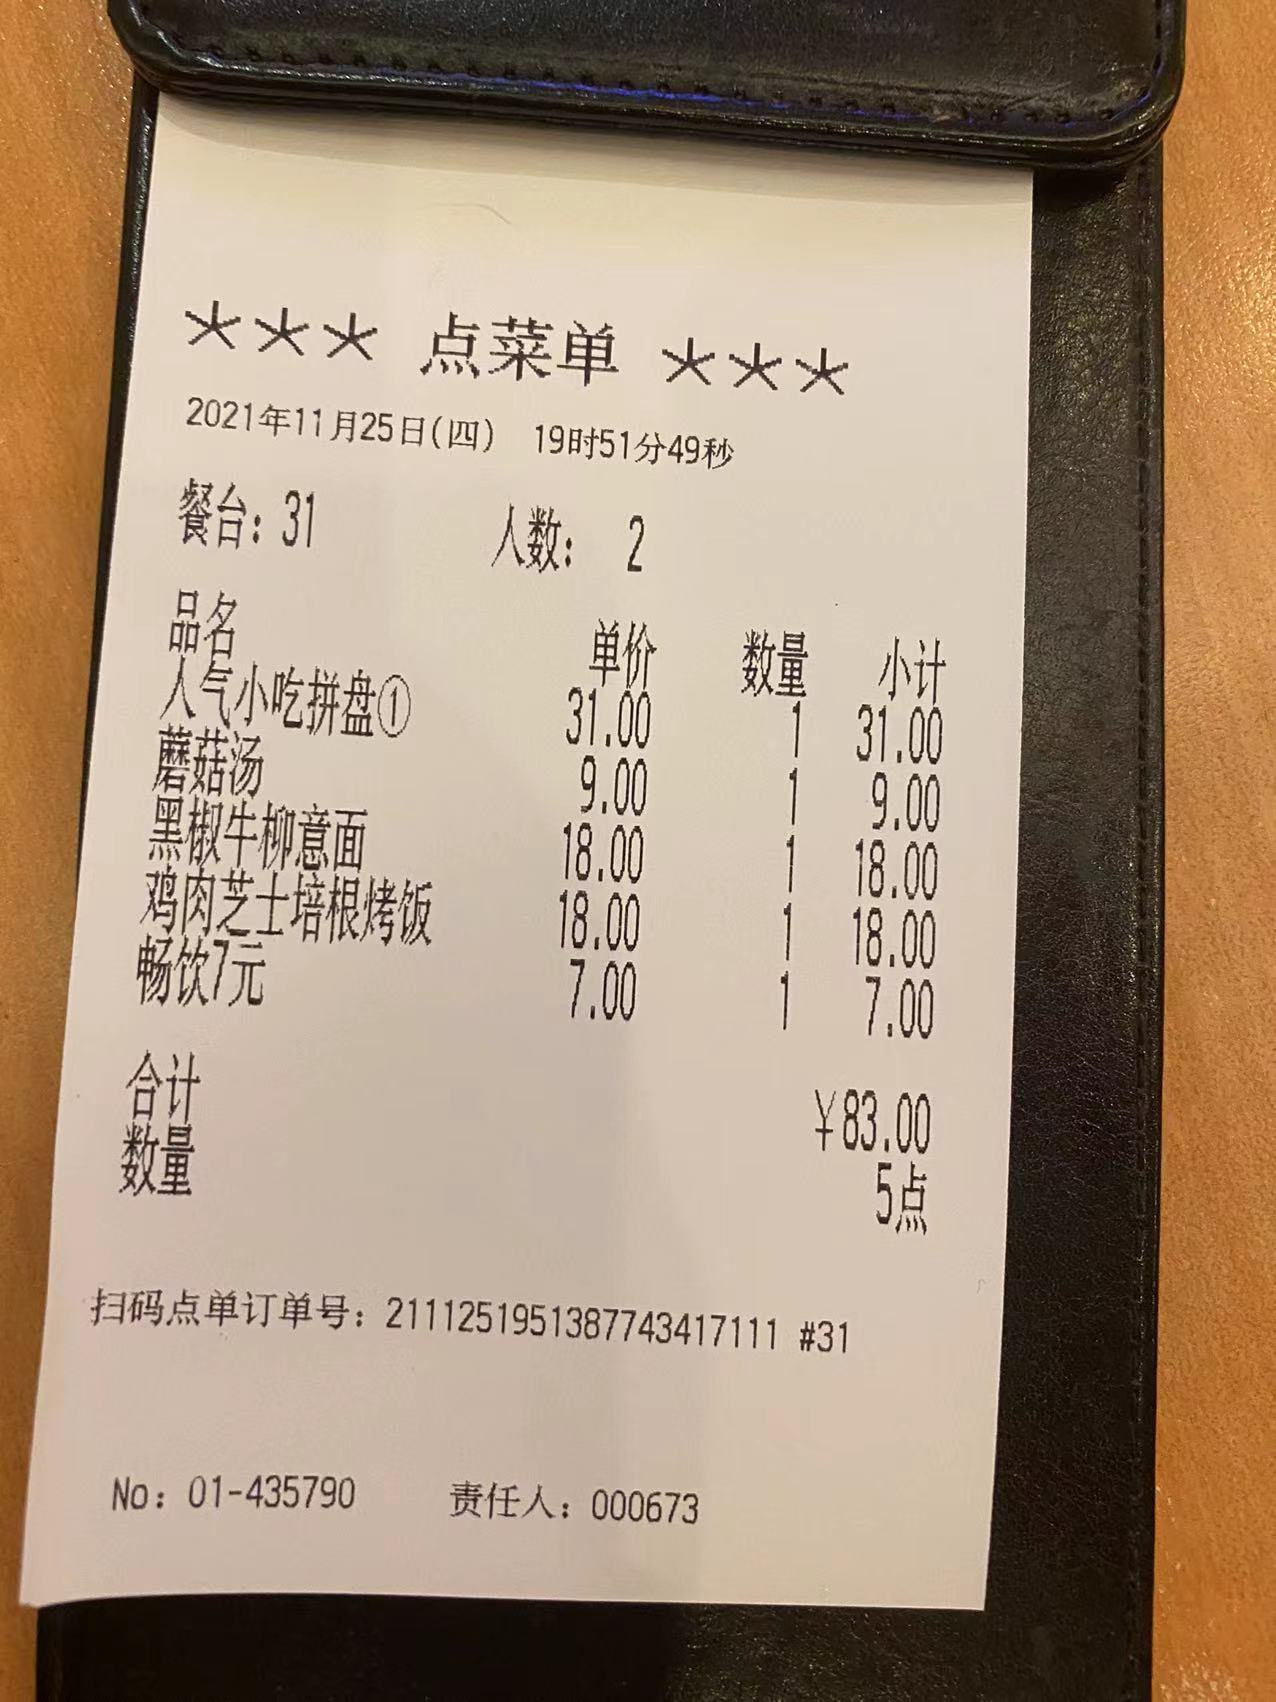 *** 点菜单 ***
2021年11月25日(四) 19时51分49秒
餐台：31 人数： 2
品名 单价 数量 小计
人气小吃拼盘① 31.00 1 31.00
蘑菇汤 9.00 1 9.00
黑椒牛柳意面 18.00 1 18.00
鸡肉芝士培根烤饭 18.00 1 18.00
畅饮7元 7.00 1 7.00
合计 ¥83.00
数量 5点
扫码点单订单号：2111251951387743417111 #31
No：01-435790 责任人：000673